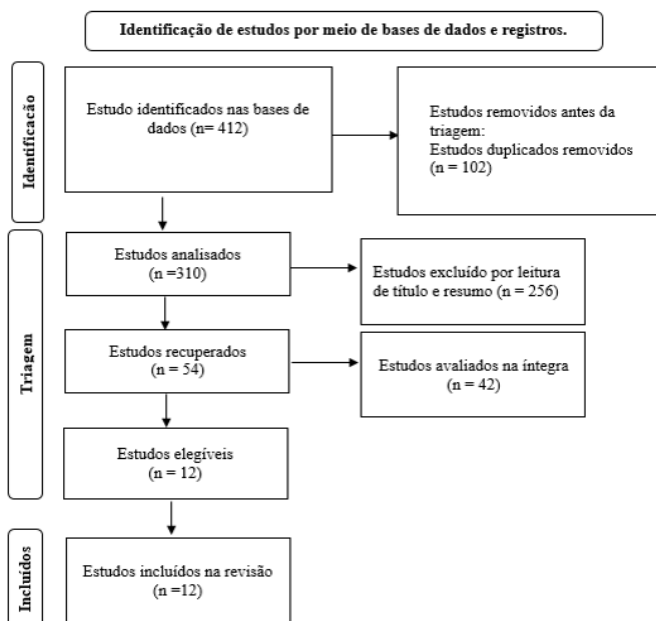 Identificação de estudos por meio de bases de dados e registros.
Identificação
Estudo identificados nas bases de
dados (n= 412)
Estudos removidos antes da
triagem:
Estudos duplicados removidos
(n = 102)
Triagem
Estudos analisados
(n =310)
Estudos excluído por leitura
de título e resumo (n = 256)
Estudos recuperados
(n = 54)
Estudos avaliados na íntegra
(n = 42)
Estudos elegíveis
(n = 12)
Incluídos
Estudos incluídos na revisão
(n =12)